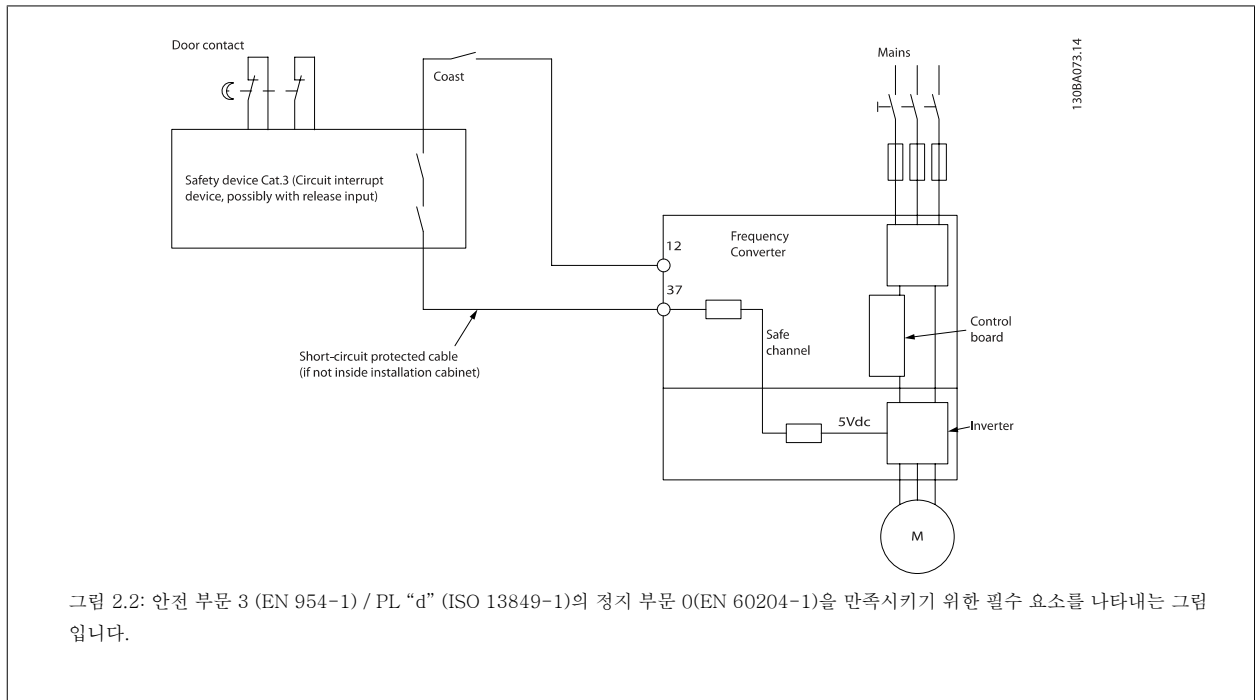 Door contact
Coast
Mains
130BA073.14
Safety device Cat.3 (Circuit interrupt
device, possibly with release input)
12
Frequency
Converter
37
Safe
channel
Control
board
Short-circuit protected cable
(if not inside installation cabinet)
5Vdc
Inverter
M
그림 2.2: 안전 부문 3 (EN 954-1) / PL “d” (ISO 13849-1)의 정지 부문 0(EN 60204-1)을 만족시키기 위한 필수 요소를 나타내는 그림
입니다.